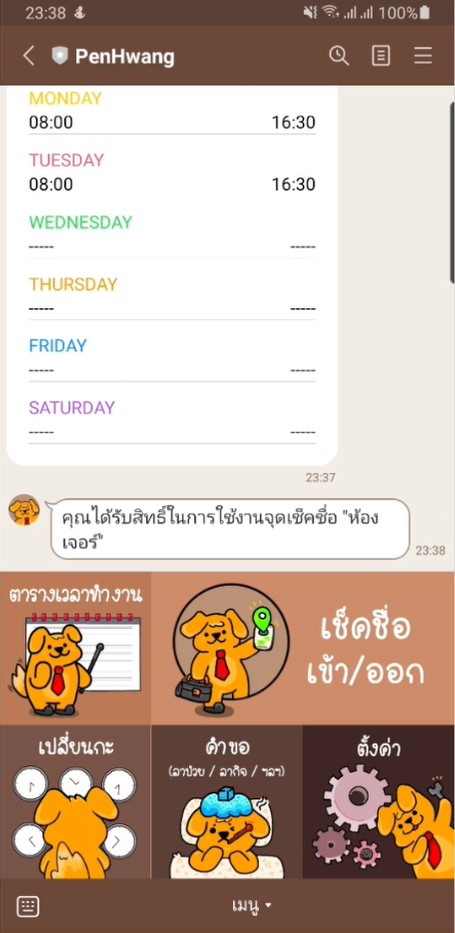 23:38 100%
PenHwang
MONDAY
08:00 16:30
TUESDAY
08:00 16:30
WEDNESDAY
----- -----
THURSDAY
----- -----
FRIDAY
----- -----
SATURDAY
----- -----
23:37
คุณได้รับสิทธิ์ในการใช้งานจุดเช็คชื่อ "ห้อง
เจอร์"
23:38
ตารางเวลาทำงาน
เช็คชื่อ
เข้า/ออก
เปลี่ยนกะ
คำขอ
(ลาป่วย / ลากิจ / ฯลฯ)
ตั้งค่า
เมนู